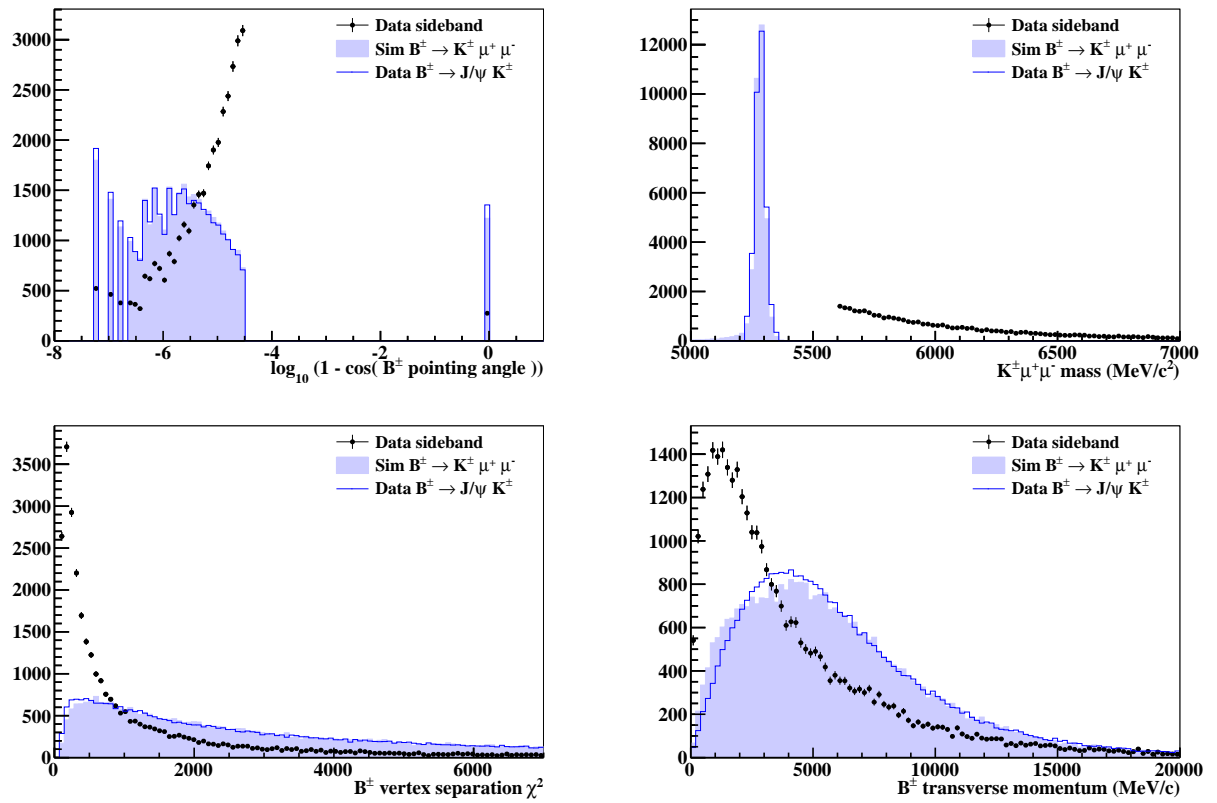 Data sideband
Sim B± → K± μ+ μ-
Data B± → J/ψ K±
3000
2500
2000
1500
1000
500
0
-8 -6 -4 -2 0
log10 (1 - cos( B± pointing angle ))
Data sideband
Sim B± → K± μ+ μ-
Data B± → J/ψ K±
12000
10000
8000
6000
4000
2000
0
5000 5500 6000 6500 7000
K±μ+μ- mass (MeV/c2)
Data sideband
Sim B± → K± μ+ μ-
Data B± → J/ψ K±
3500
3000
2500
2000
1500
1000
500
0
0 2000 4000 6000
B± vertex separation χ2
Data sideband
Sim B± → K± μ+ μ-
Data B± → J/ψ K±
1400
1200
1000
800
600
400
200
0
0 5000 10000 15000 20000
B± transverse momentum (MeV/c)